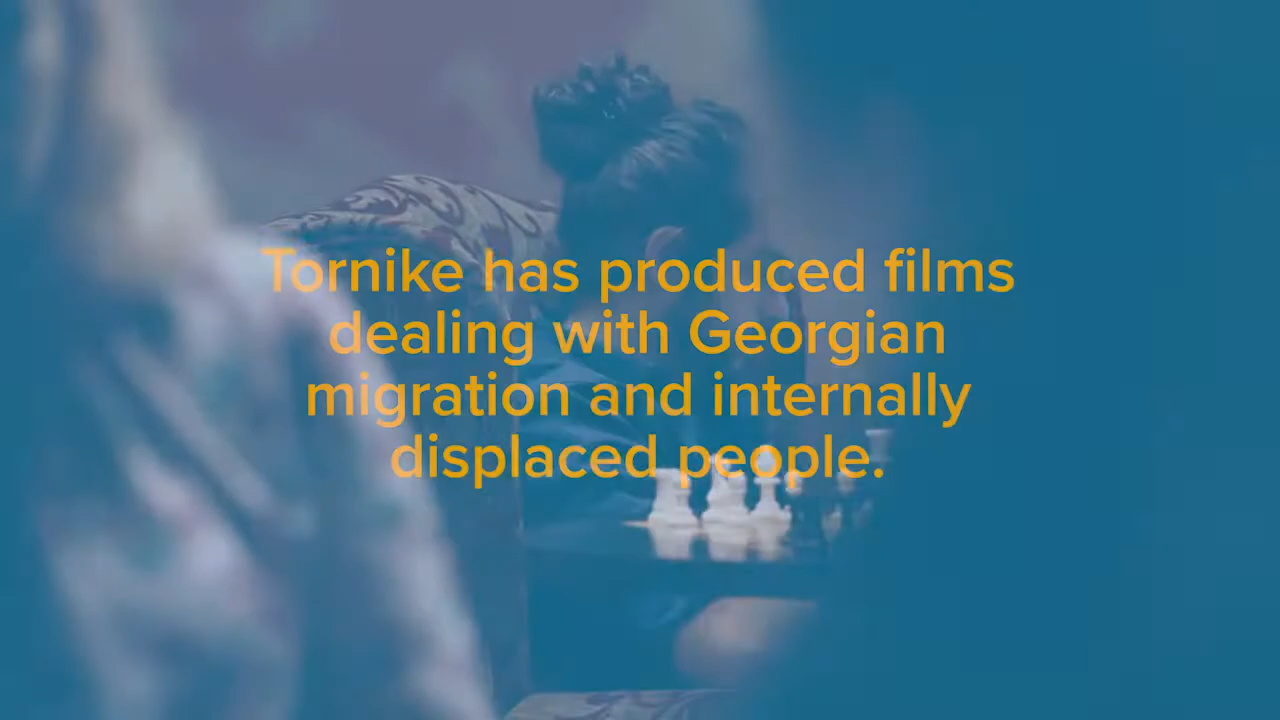 Tornike has produced films
dealing with Georgian
migration and internally
displaced people.